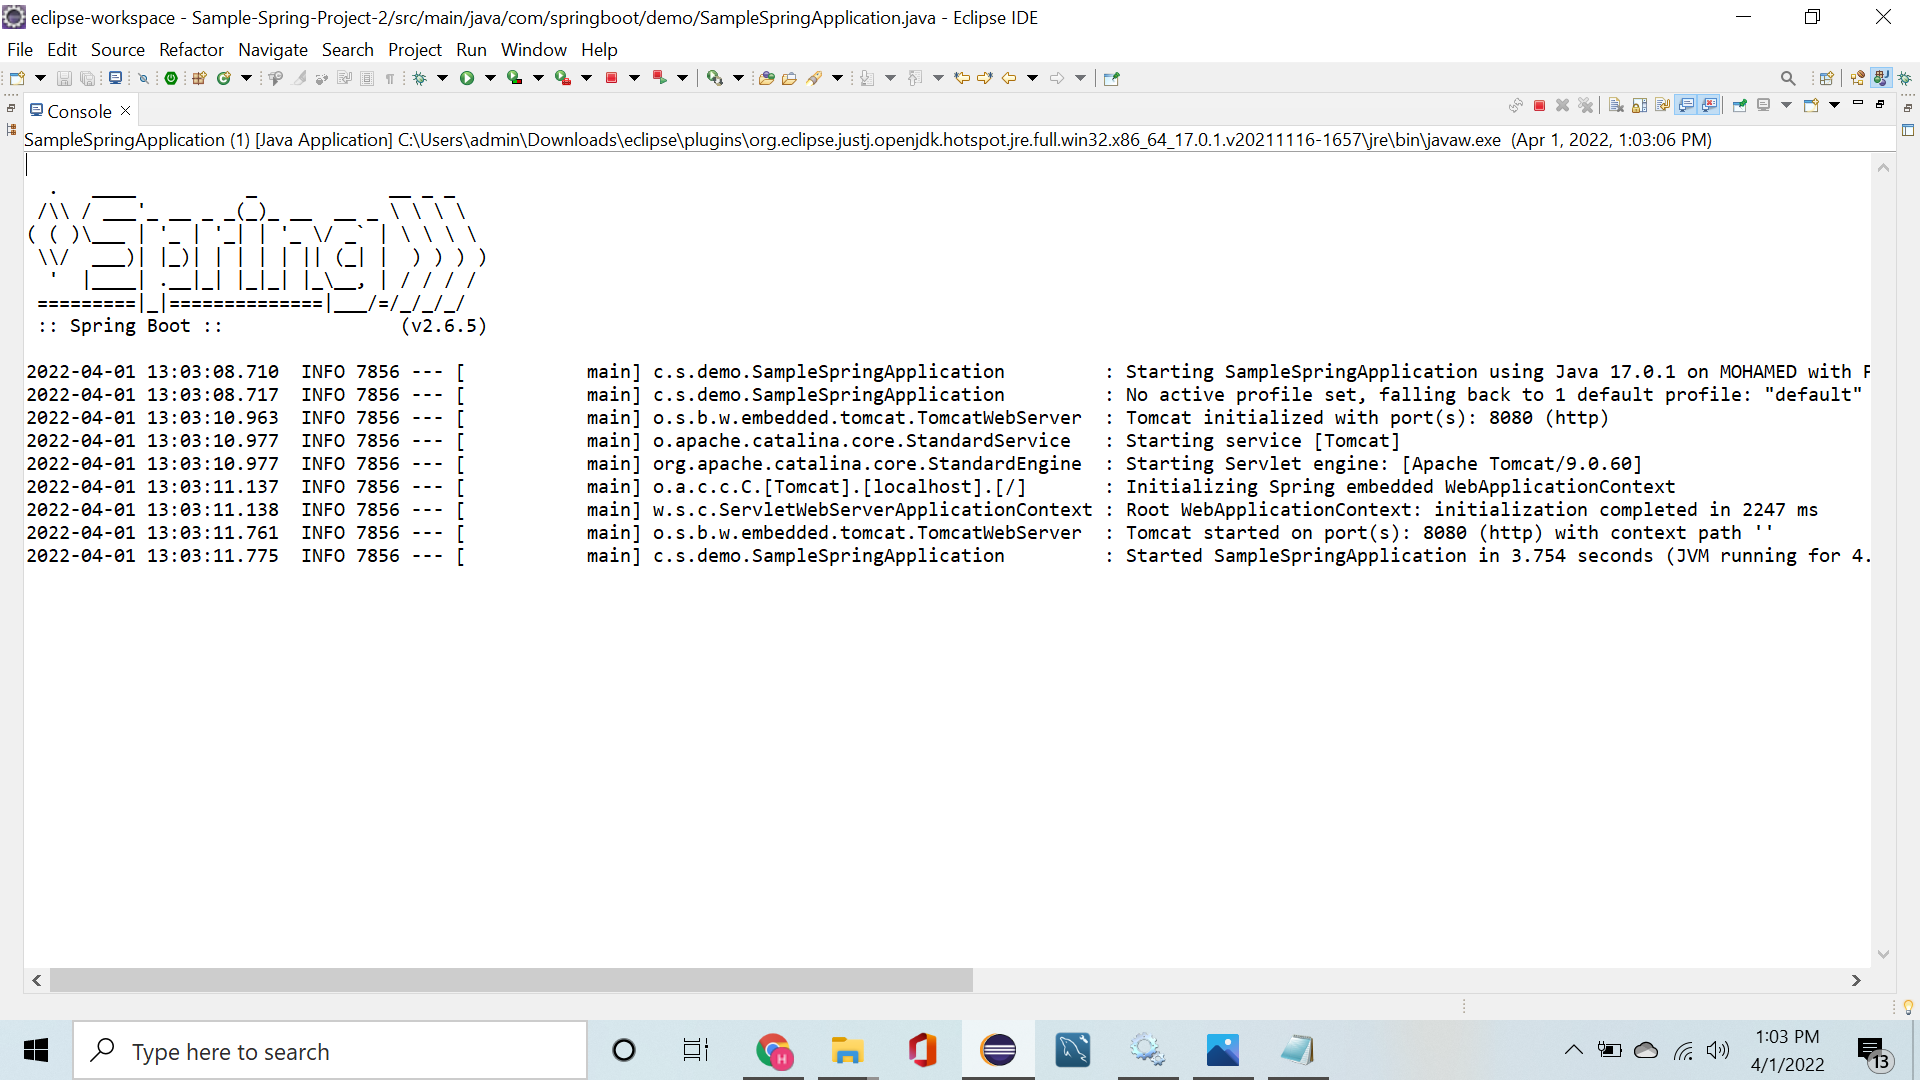 eclipse-workspace - Sample-Spring-Project-2/src/main/java/com/springboot/demo/SampleSpringApplication.java - Eclipse IDE
File Edit Source Refactor Navigate Search Project Run Window Help
Console
SampleSpringApplication (1) [Java Application] C:\Users\admin\Downloads\eclipse\plugins\org.eclipse.justj.openjdk.hotspot.jre.full.win32.x86_64_17.0.1.v20211116-1657\jre\bin\javaw.exe (Apr 1, 2022, 1:03:06 PM)
  .   ____          _            __ _ _
 /\\ / ___'_ __ _ _(_)_ __  __ _ \ \ \ \
( ( )\___ | '_ | '_| | '_ \/ _` | \ \ \ \
 \\/  ___)| |_)| | | | | || (_| |  ) ) ) )
  '  |____| .__|_| |_|_| |_\__, | / / / /
 =========|_|==============|___/=/_/_/_/
 :: Spring Boot ::                (v2.6.5)
2022-04-01 13:03:08.710  INFO 7856 --- [           main] c.s.demo.SampleSpringApplication         : Starting SampleSpringApplication using Java 17.0.1 on MOHAMED with
2022-04-01 13:03:08.717  INFO 7856 --- [           main] c.s.demo.SampleSpringApplication         : No active profile set, falling back to 1 default profile: "default"
2022-04-01 13:03:10.963  INFO 7856 --- [           main] o.s.b.w.embedded.tomcat.TomcatWebServer  : Tomcat initialized with port(s): 8080 (http)
2022-04-01 13:03:10.977  INFO 7856 --- [           main] o.apache.catalina.core.StandardService   : Starting service [Tomcat]
2022-04-01 13:03:10.977  INFO 7856 --- [           main] org.apache.catalina.core.StandardEngine  : Starting Servlet engine: [Apache Tomcat/9.0.60]
2022-04-01 13:03:11.137  INFO 7856 --- [           main] o.a.c.c.C.[Tomcat].[localhost].[/]       : Initializing Spring embedded WebApplicationContext
2022-04-01 13:03:11.138  INFO 7856 --- [           main] w.s.c.ServletWebServerApplicationContext : Root WebApplicationContext: initialization completed in 2247 ms
2022-04-01 13:03:11.761  INFO 7856 --- [           main] o.s.b.w.embedded.tomcat.TomcatWebServer  : Tomcat started on port(s): 8080 (http) with context path ''
2022-04-01 13:03:11.775  INFO 7856 --- [           main] c.s.demo.SampleSpringApplication         : Started SampleSpringApplication in 3.754 seconds (JVM running for 4.
Type here to search
H
1:03 PM
4/1/2022
13